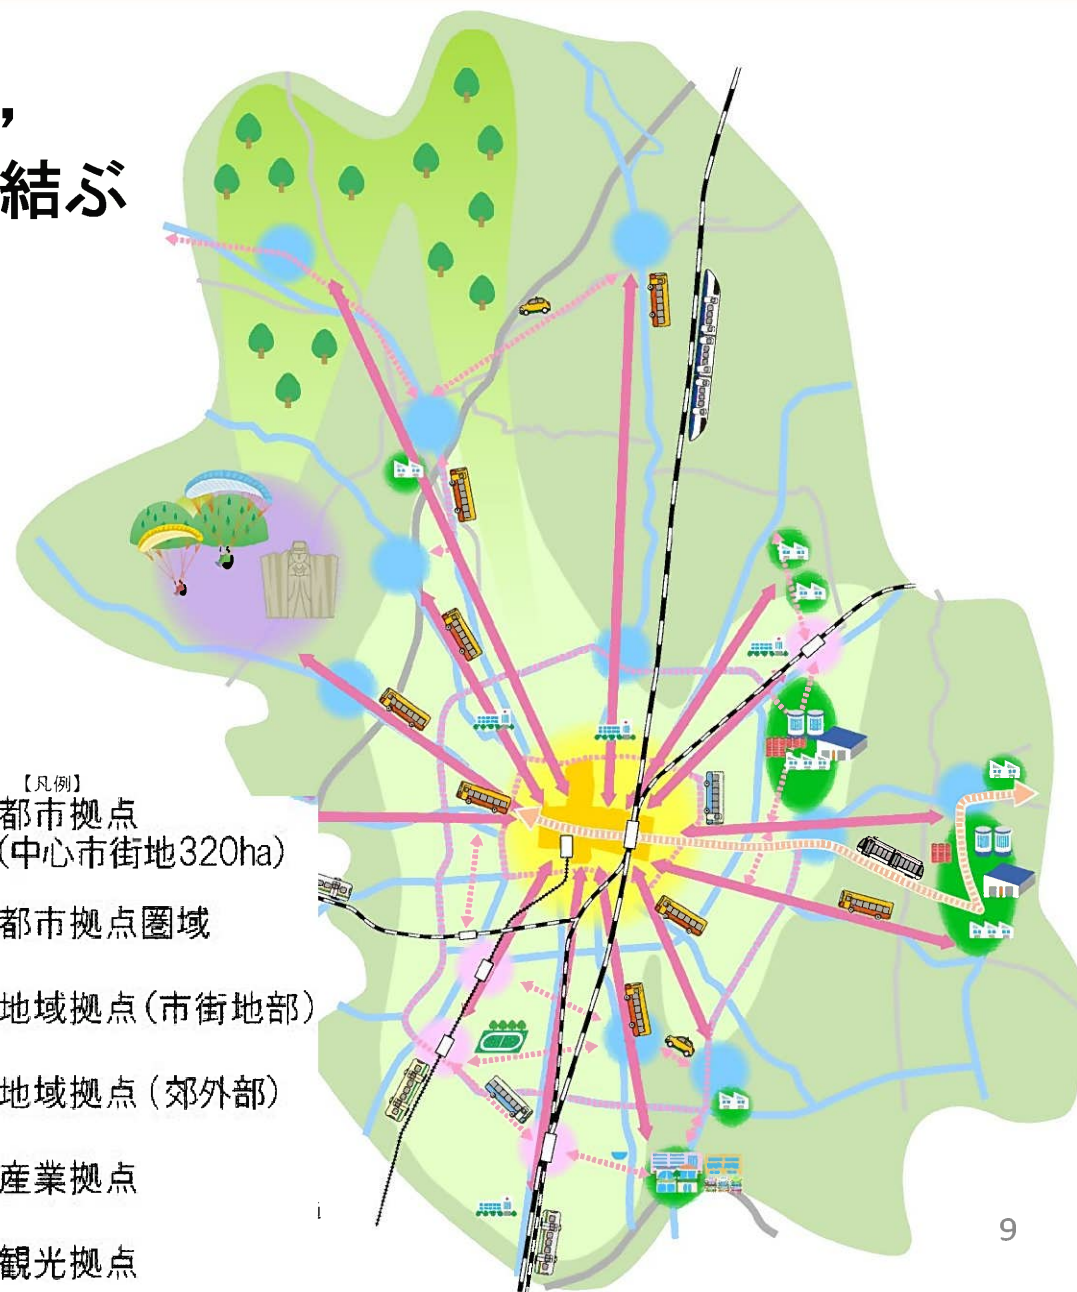 ，
結ぶ
【凡例】
都市拠点
(中心市街地320ha)
都市拠点圏域
地域拠点(市街地部)
地域拠点(郊外部)
産業拠点
観光拠点
9